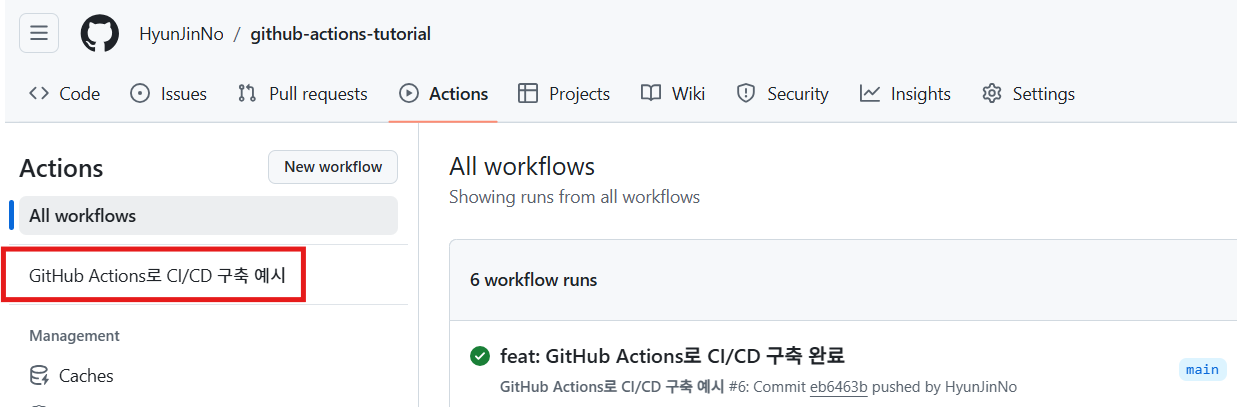 HyunJinNo / github-actions-tutorial
Code Issues Pull requests Actions Projects Wiki Security Insights Settings
Actions
New workflow
All workflows
GitHub Actions로 CI/CD 구축 예시
Management
Caches
All workflows
Showing runs from all workflows
6 workflow runs
feat: GitHub Actions로 CI/CD 구축 완료
main
GitHub Actions로 CI/CD 구축 예시 #6: Commit eb6463b pushed by HyunJinNo